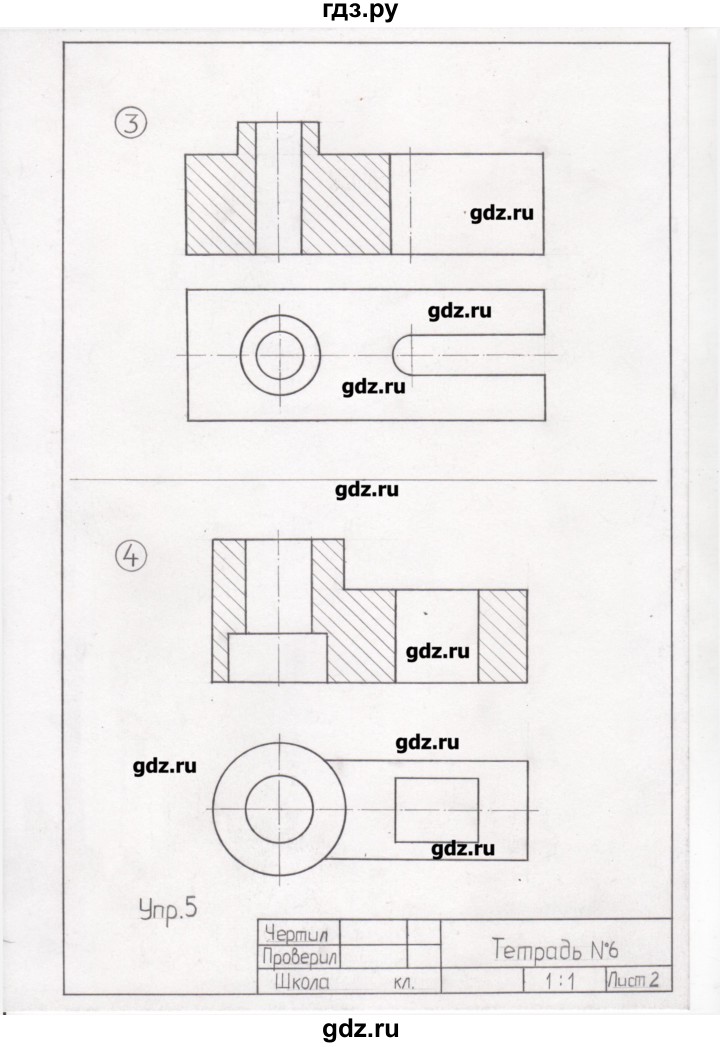 гдз.ру
3
gdz.ru
gdz.ru
gdz.ru
gdz.ru
4
gdz.ru
gdz.ru
gdz.ru
gdz.ru
Упр.5
Чертил
Проверил
Тетрадь №6
Школа кл.
1:1
Лист 2
gdz.ru